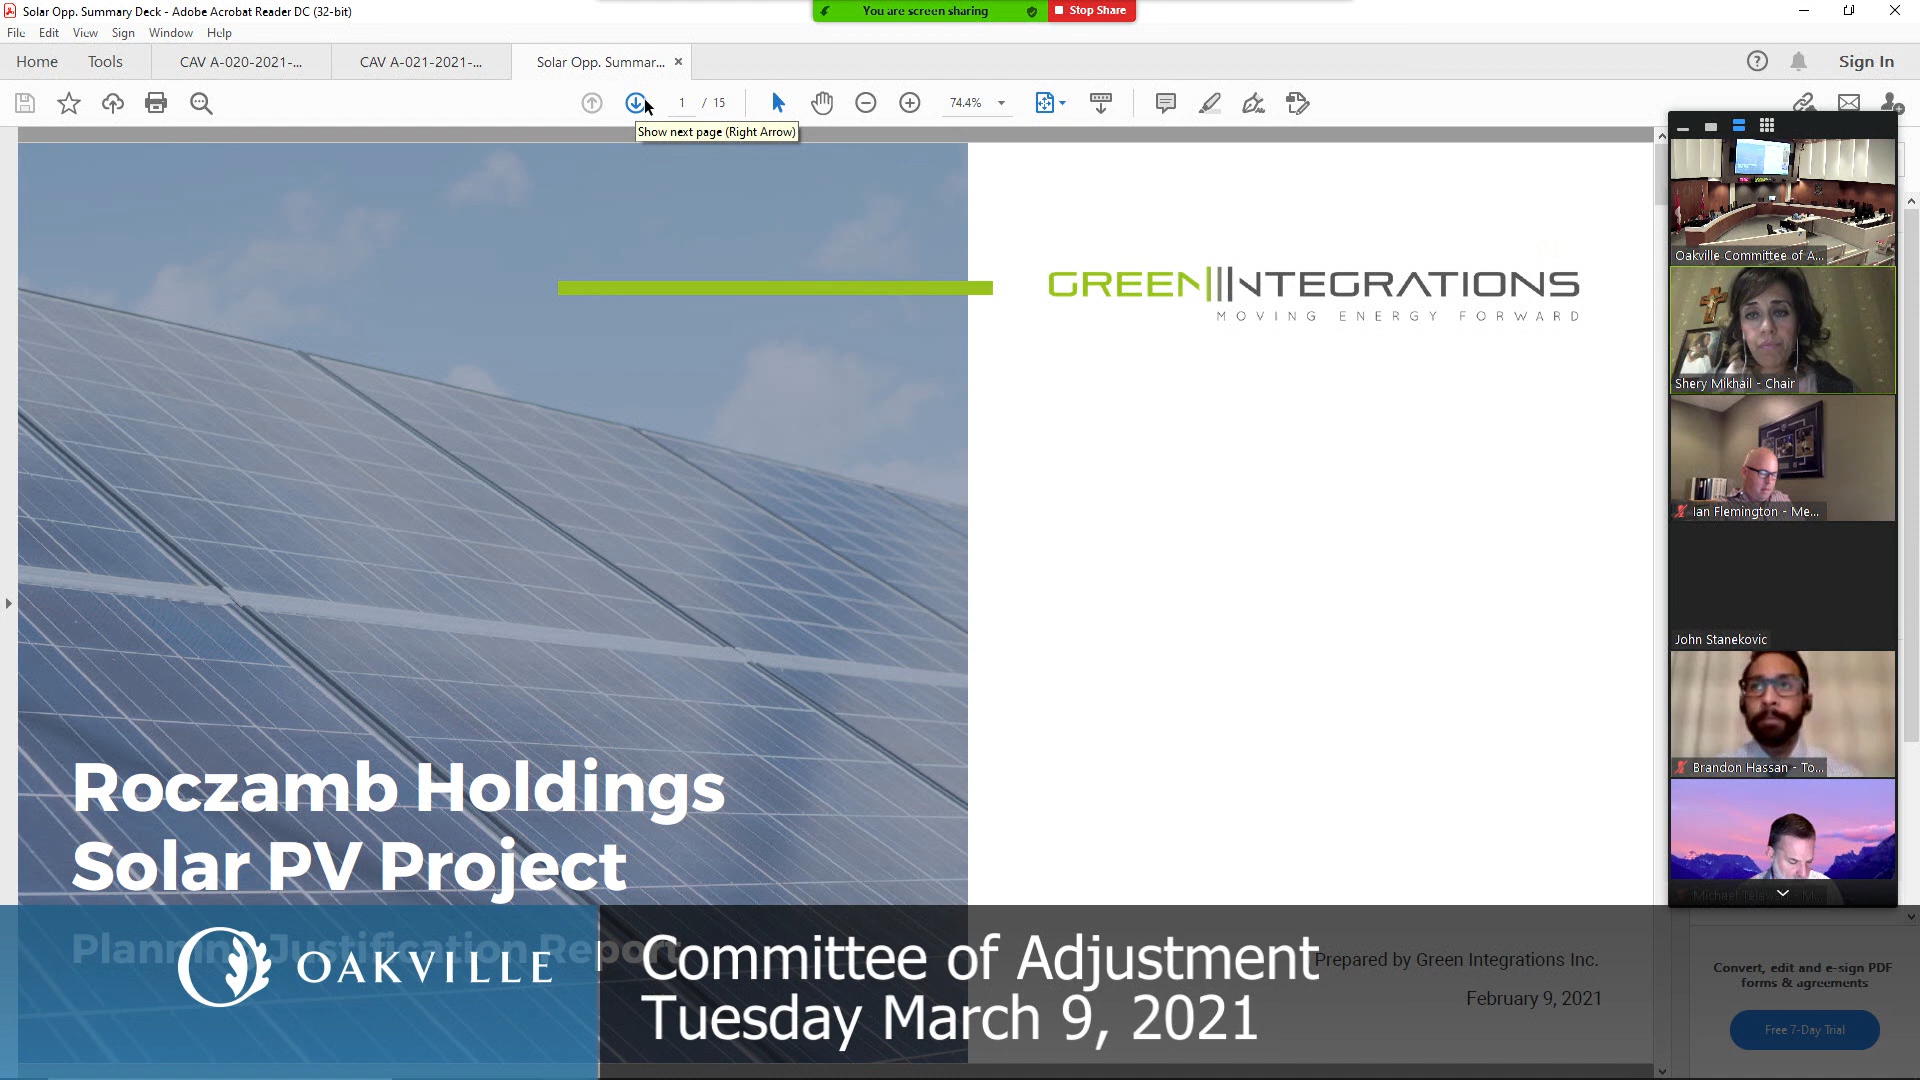 Solar Opp. Summary Deck - Adobe Acrobat Reader DC (32-bit)
You are screen sharing
Stop Share
File Edit View Sign Window Help
Home Tools CAV A-020-2021-... CAV A-021-2021-... Solar Opp. Summar... ×
Sign In
1 / 15
74.4%
Show next page (Right Arrow)
GREEN INTEGRATIONS
MOVING ENERGY FORWARD
Oakville Committee of A...
Shery Mikhail - Chair
Ian Flemington - Me...
John Stanekovic
Brandon Hassan - To...
Roczamb Holdings
Solar PV Project
Planning Justification Report
OAKVILLE
Committee of Adjustment
Tuesday March 9, 2021
Prepared by Green Integrations Inc.
February 9, 2021
Convert, edit and e-sign PDF
forms & agreements
Free 7-Day Trial